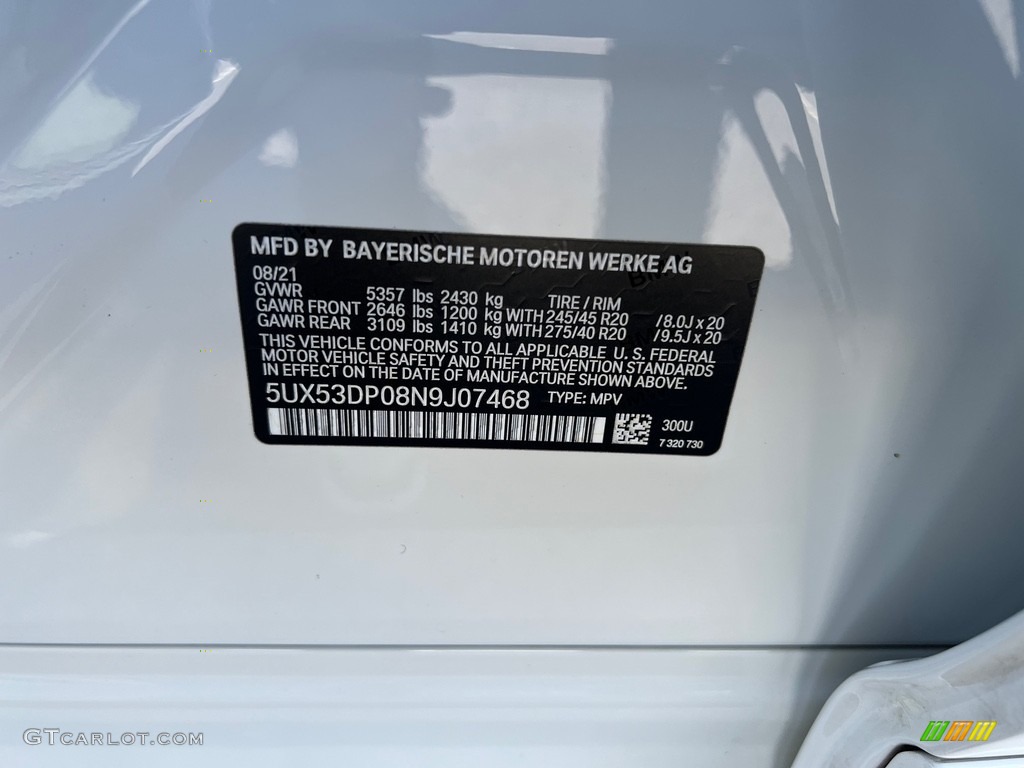 MFD BY BAYERISCHE MOTOREN WERKE AG
08/21
GVWR 5357 lbs 2430 kg TIRE / RIM
GAWR FRONT 2646 lbs 1200 kg WITH 245/45 R20 /8.0J x 20
GAWR REAR 3109 lbs 1410 kg WITH 275/40 R20 /9.5J x 20
THIS VEHICLE CONFORMS TO ALL APPLICABLE U. S. FEDERAL
MOTOR VEHICLE SAFETY AND THEFT PREVENTION STANDARDS
IN EFFECT ON THE DATE OF MANUFACTURE SHOWN ABOVE.
5UX53DP08N9J07468 TYPE: MPV
300U
7 320 730
GTCARLOT.COM